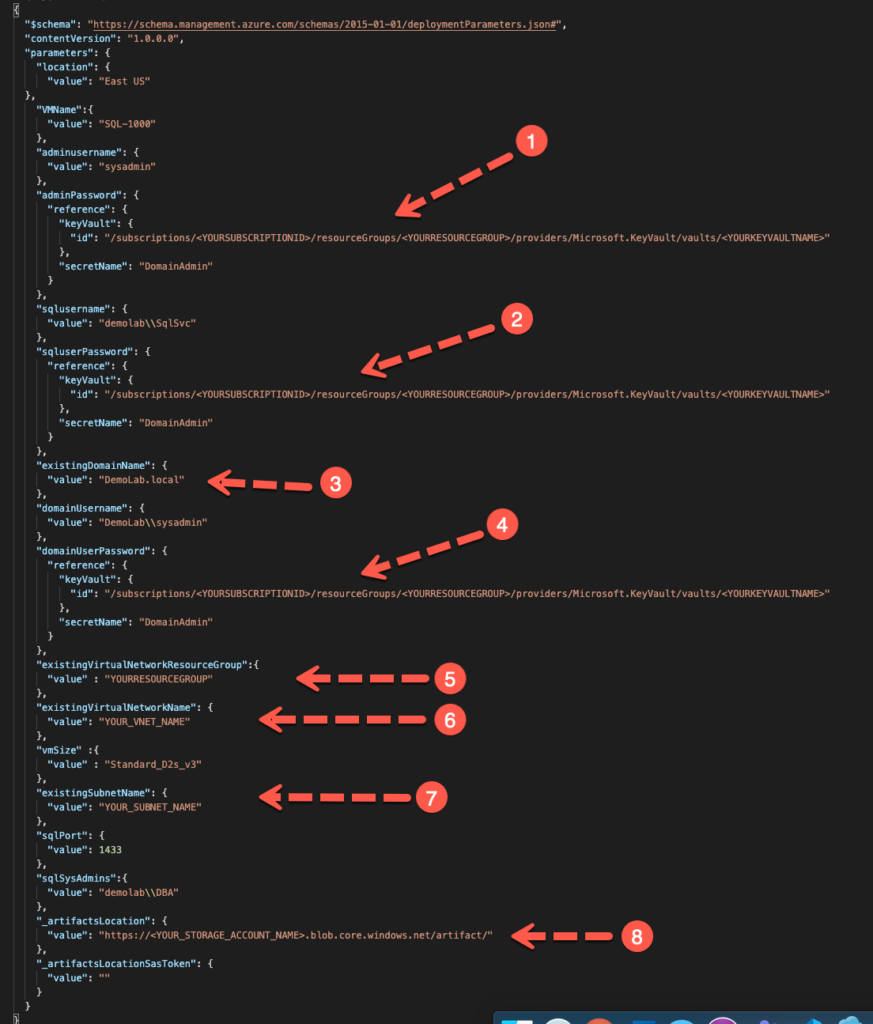 {
"$schema": "https://schema.management.azure.com/schemas/2015-01-01/deploymentParameters.json#",
"contentVersion": "1.0.0.0",
"parameters": {
"location": {
"value": "East US"
},
"VMName":{
"value": "SQL-1000"
},
"adminusername": {
"value": "sysadmin"
},
1
"adminPassword": {
"reference": {
"keyVault": {
"id": "/subscriptions/<YOURSUBSCRIPTIONID>/resourceGroups/<YOURRESOURCEGROUP>/providers/Microsoft.KeyVault/vaults/<YOURKEYVAULTNAME>"
},
"secretName": "DomainAdmin"
}
},
"sqlusername": {
"value": "demolab\\SqlSvc"
},
2
"sqluserPassword": {
"reference": {
"keyVault": {
"id": "/subscriptions/<YOURSUBSCRIPTIONID>/resourceGroups/<YOURRESOURCEGROUP>/providers/Microsoft.KeyVault/vaults/<YOURKEYVAULTNAME>"
},
"secretName": "DomainAdmin"
}
},
"existingDomainName": {
"value": "DemoLab.local"
3
},
"domainUsername": {
"value": "DemoLab\\sysadmin"
4
},
"domainUserPassword": {
"reference": {
"keyVault": {
"id": "/subscriptions/<YOURSUBSCRIPTIONID>/resourceGroups/<YOURRESOURCEGROUP>/providers/Microsoft.KeyVault/vaults/<YOURKEYVAULTNAME>"
},
"secretName": "DomainAdmin"
}
},
"existingVirtualNetworkResourceGroup":{
"value" : "YOURRESOURCEGROUP"
5
},
"existingVirtualNetworkName": {
"value": "YOUR_VNET_NAME"
6
},
"vmSize" :{
"value" : "Standard_D2s_v3"
},
"existingSubnetName": {
7
"value": "YOUR_SUBNET_NAME"
},
"sqlPort": {
"value": 1433
},
"sqlSysAdmins":{
"value": "demolab\\DBA"
},
"_artifactsLocation": {
"value": "https://<YOUR_STORAGE_ACCOUNT_NAME>.blob.core.windows.net/artifact/"
8
},
"_artifactsLocationSasToken": {
"value": ""
}
}
}